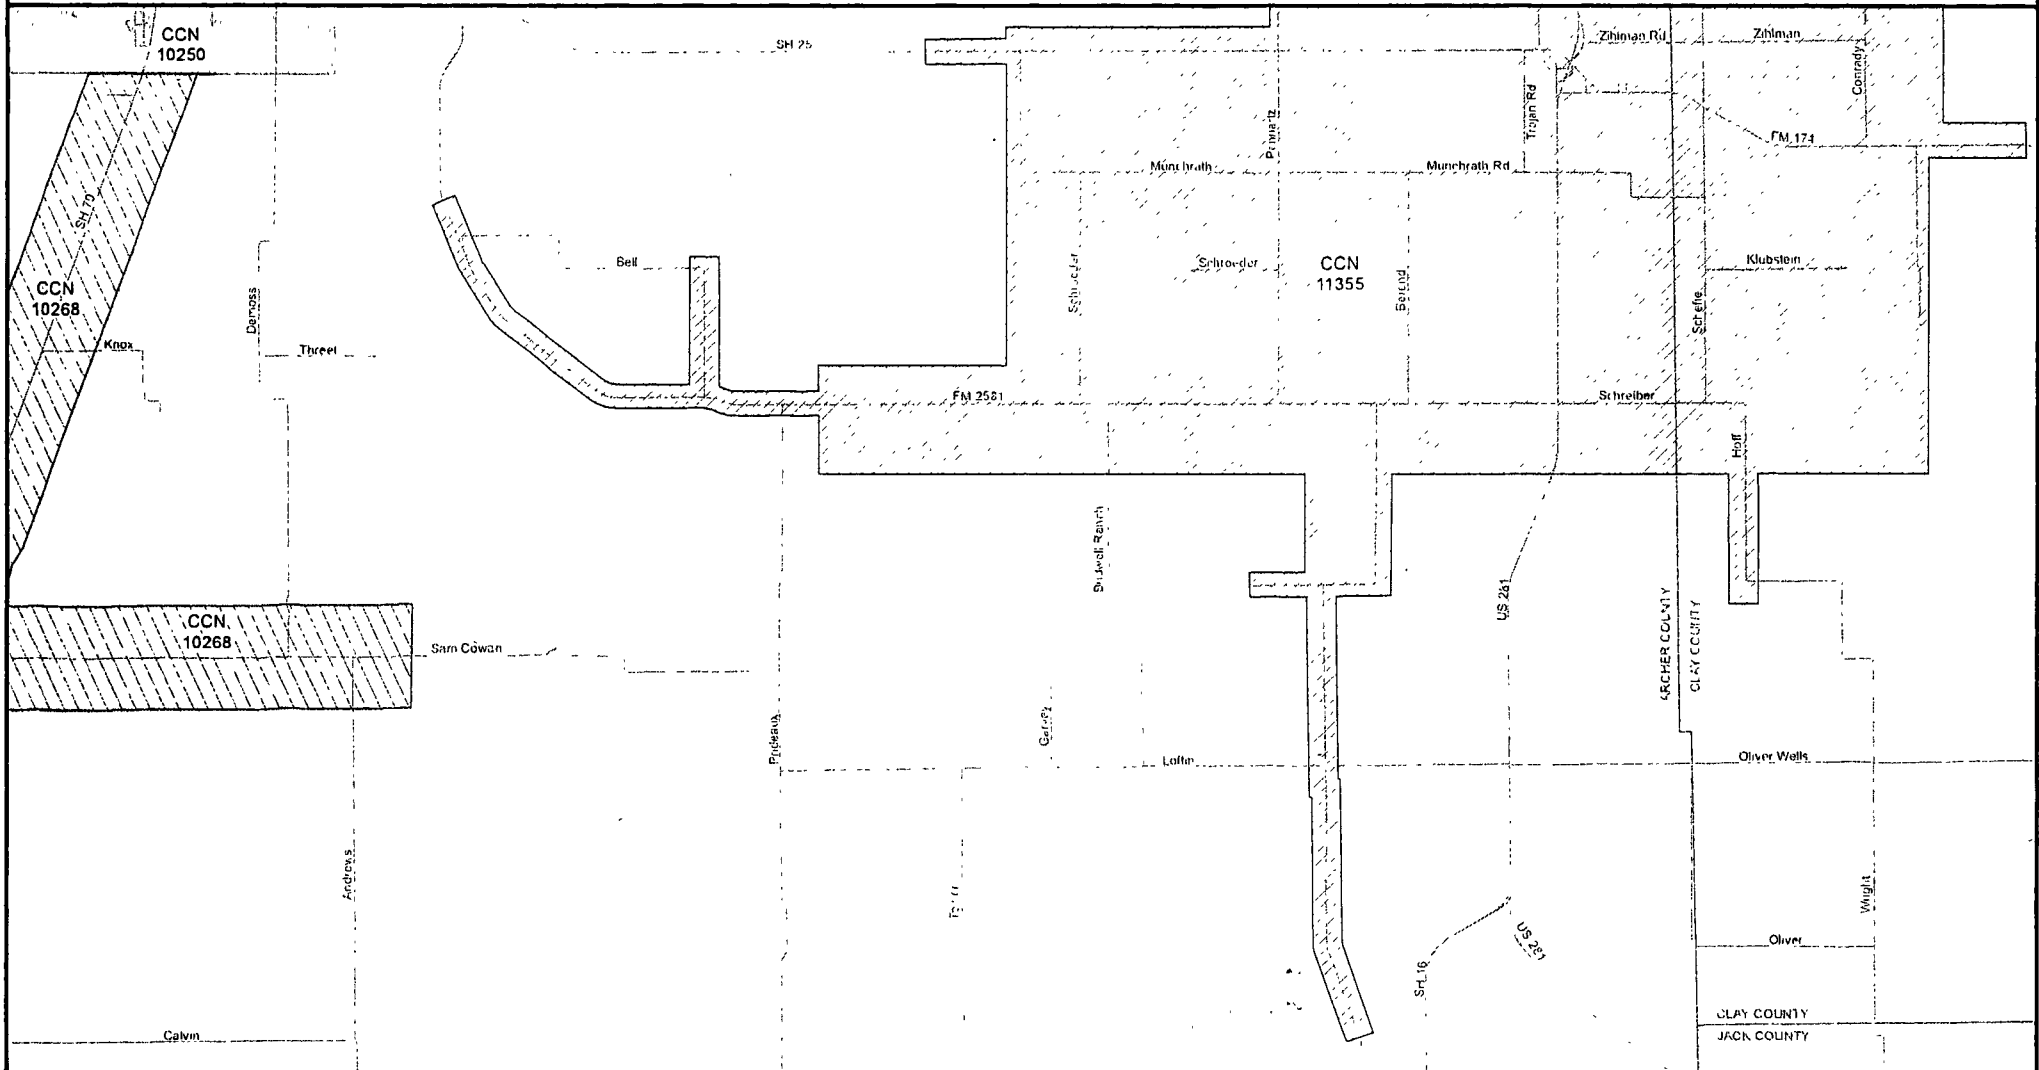 CCN
10250
SH 25
Zihlman Rd
Zihlman
Conrady
Trojan Rd
FM 174
Munchrath
Munchrath Rd
SH 79
Bell
Schroeder
Schroeder
CCN
11355
Berend
Klubstein
CCN
10268
Demoss
Knox
Threet
FM 2581
Schreiber
Hoff
Bridwell Ranch
US 281
ARCHER COUNTY
CLAY COUNTY
CCN
10268
Sam Cowan
Prideaux
Garvey
Loftin
Oliver Wells
Andrews
Wright
US 281
Oliver
SH 16
CLAY COUNTY
JACK COUNTY
Calvin